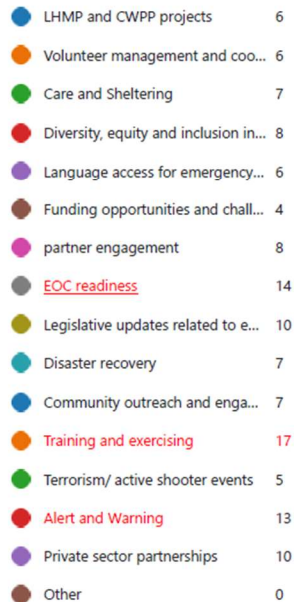 LHMP and CWPP projects 6
Volunteer management and coo... 6
Care and Sheltering 7
Diversity, equity and inclusion in... 8
Language access for emergency... 6
Funding opportunities and chall... 4
partner engagement 8
EOC readiness 14
Legislative updates related to e... 10
Disaster recovery 7
Community outreach and enga... 7
Training and exercising 17
Terrorism/ active shooter events 5
Alert and Warning 13
Private sector partnerships 10
Other 0